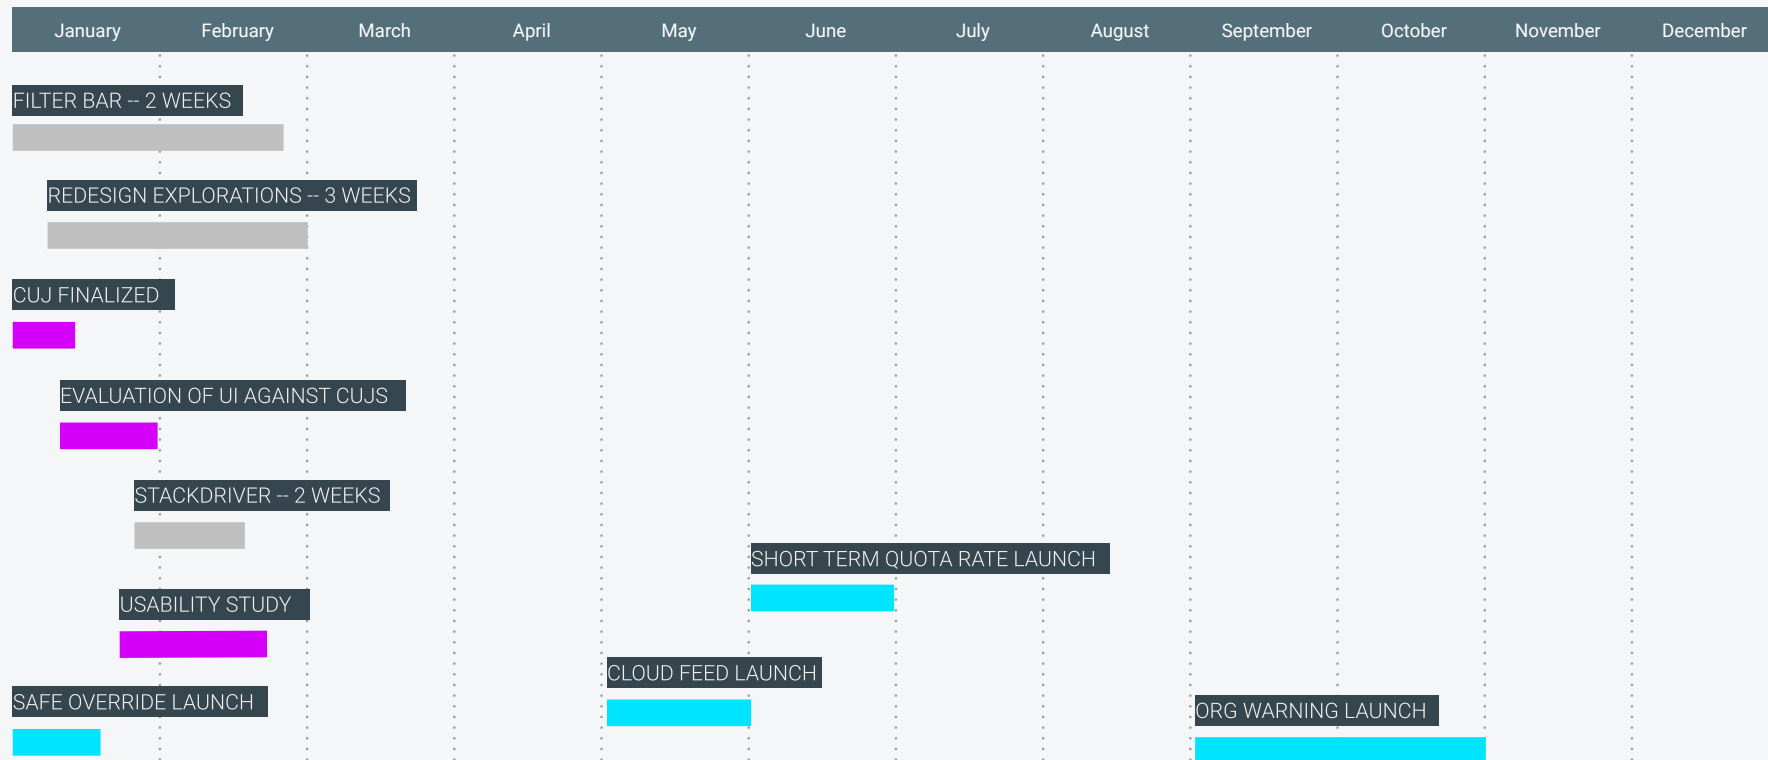 January February March April May June July August September October November December
FILTER BAR -- 2 WEEKS
REDESIGN EXPLORATIONS -- 3 WEEKS
CUJ FINALIZED
EVALUATION OF UI AGAINST CUJS
STACKDRIVER -- 2 WEEKS
SHORT TERM QUOTA RATE LAUNCH
USABILITY STUDY
CLOUD FEED LAUNCH
SAFE OVERRIDE LAUNCH
ORG WARNING LAUNCH